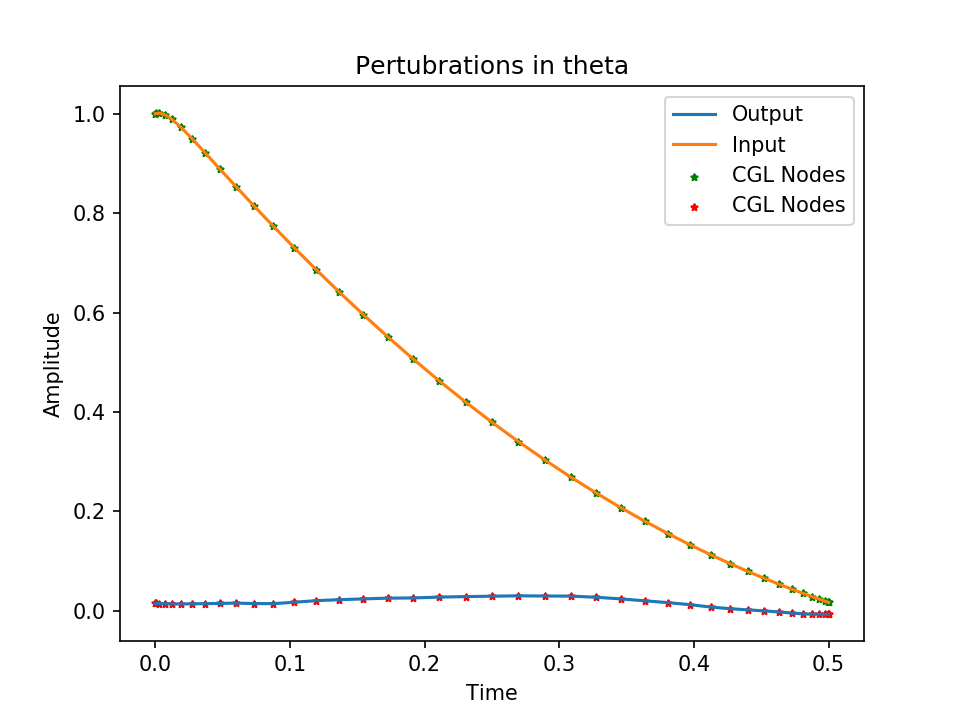 Pertubrations in theta
Output
Input
CGL Nodes
CGL Nodes
Amplitude
1.0
0.8
0.6
0.4
0.2
0.0
0.0 0.1 0.2 0.3 0.4 0.5
Time